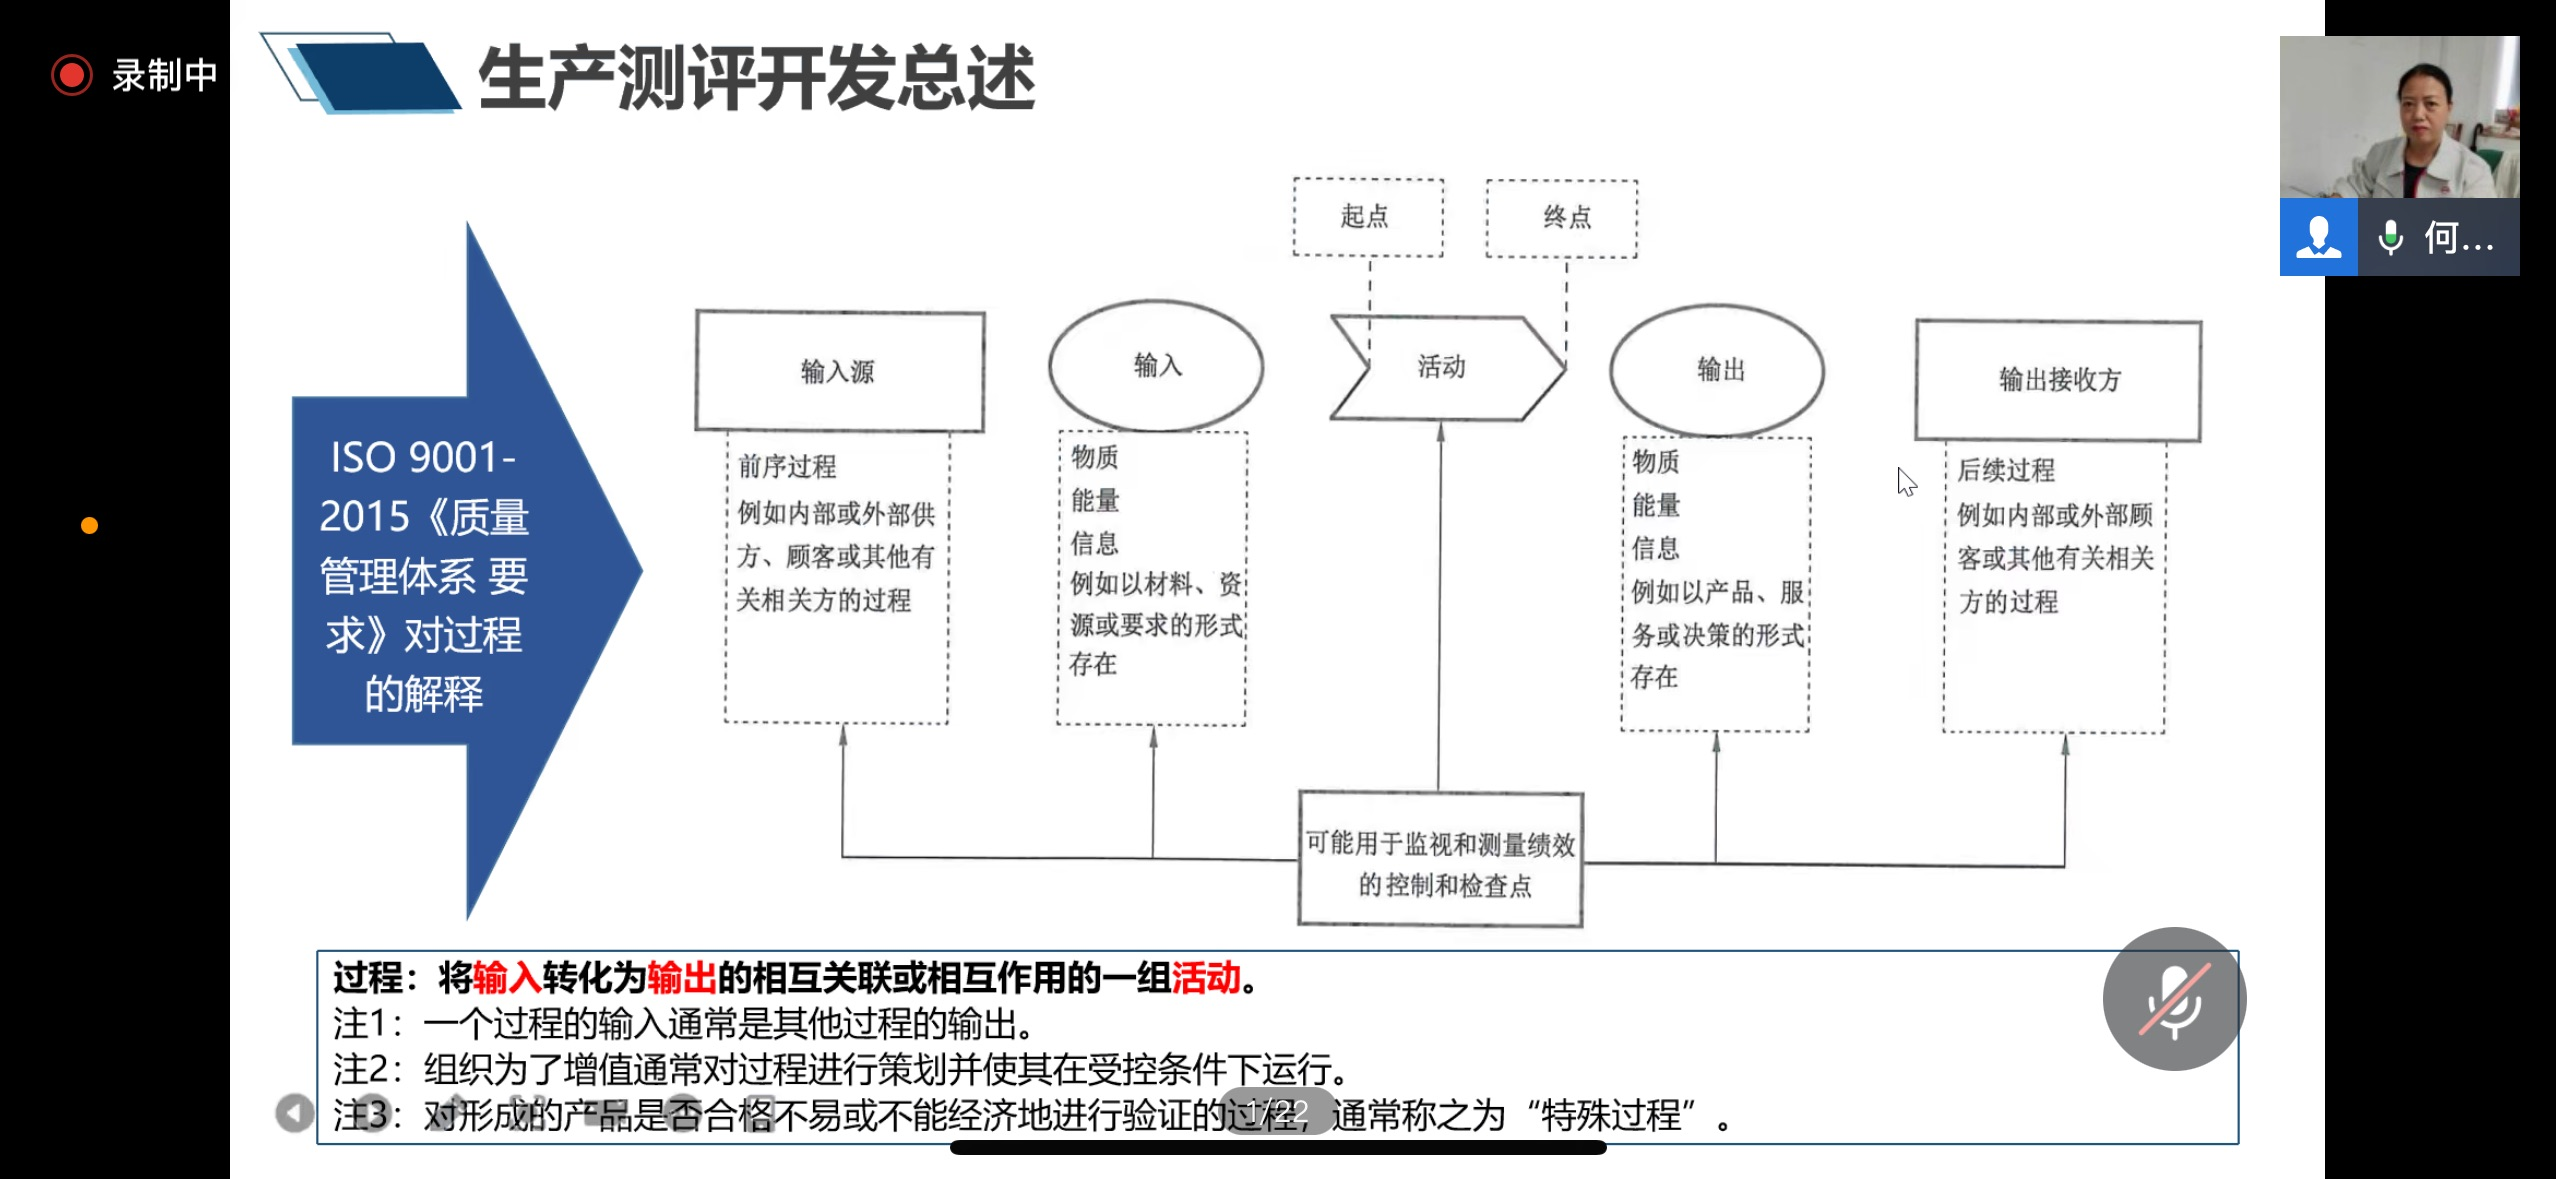 录制中
生产测评开发总述
何...
ISO 9001-
2015《质量
管理体系 要
求》对过程
的解释
起点
终点
输入源
输入
活动
输出
输出接收方
前序过程
例如内部或外部供
方、顾客或其他有
关相关方的过程
物质
能量
信息
例如以材料、资
源或要求的形式
存在
物质
能量
信息
例如以产品、服
务或决策的形式
存在
后续过程
例如内部或外部顾
客或其他有关相关
方的过程
可能用于监视和测量绩效
的控制和检查点
过程：将输入转化为输出的相互关联或相互作用的一组活动。
注1：一个过程的输入通常是其他过程的输出。
注2：组织为了增值通常对过程进行策划并使其在受控条件下运行。
注3：对形成的产品是否合格不易或不能经济地进行验证的过程，通常称之为“特殊过程”。
1/22